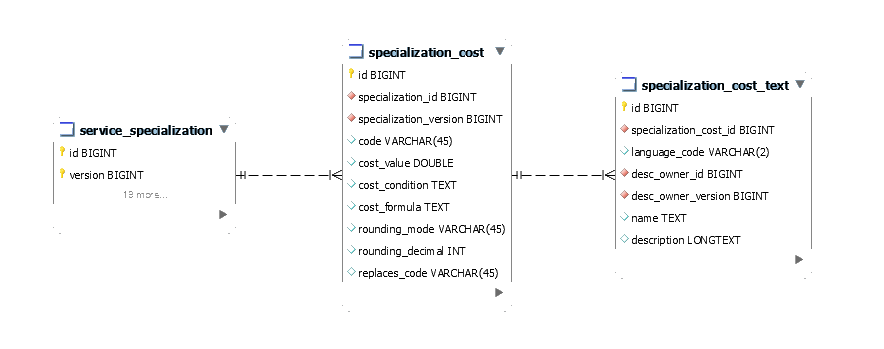 service_specialization
id BIGINT
version BIGINT
19 more...
specialization_cost
id BIGINT
specialization_id BIGINT
specialization_version BIGINT
code VARCHAR(45)
cost_value DOUBLE
cost_condition TEXT
cost_formula TEXT
rounding_mode VARCHAR(45)
rounding_decimal INT
replaces_code VARCHAR(45)
specialization_cost_text
id BIGINT
specialization_cost_id BIGINT
language_code VARCHAR(2)
desc_owner_id BIGINT
desc_owner_version BIGINT
name TEXT
description LONGTEXT